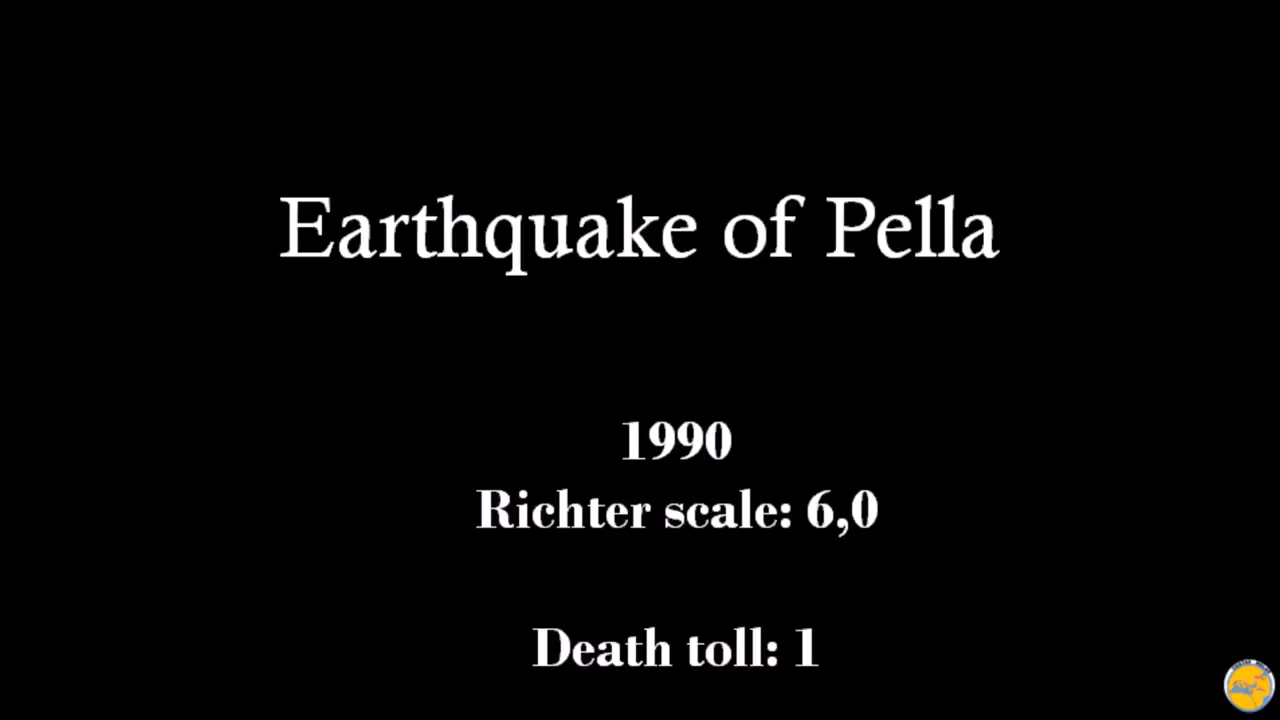 Earthquake of Pella
1990
Richter scale: 6,0
Death toll: 1